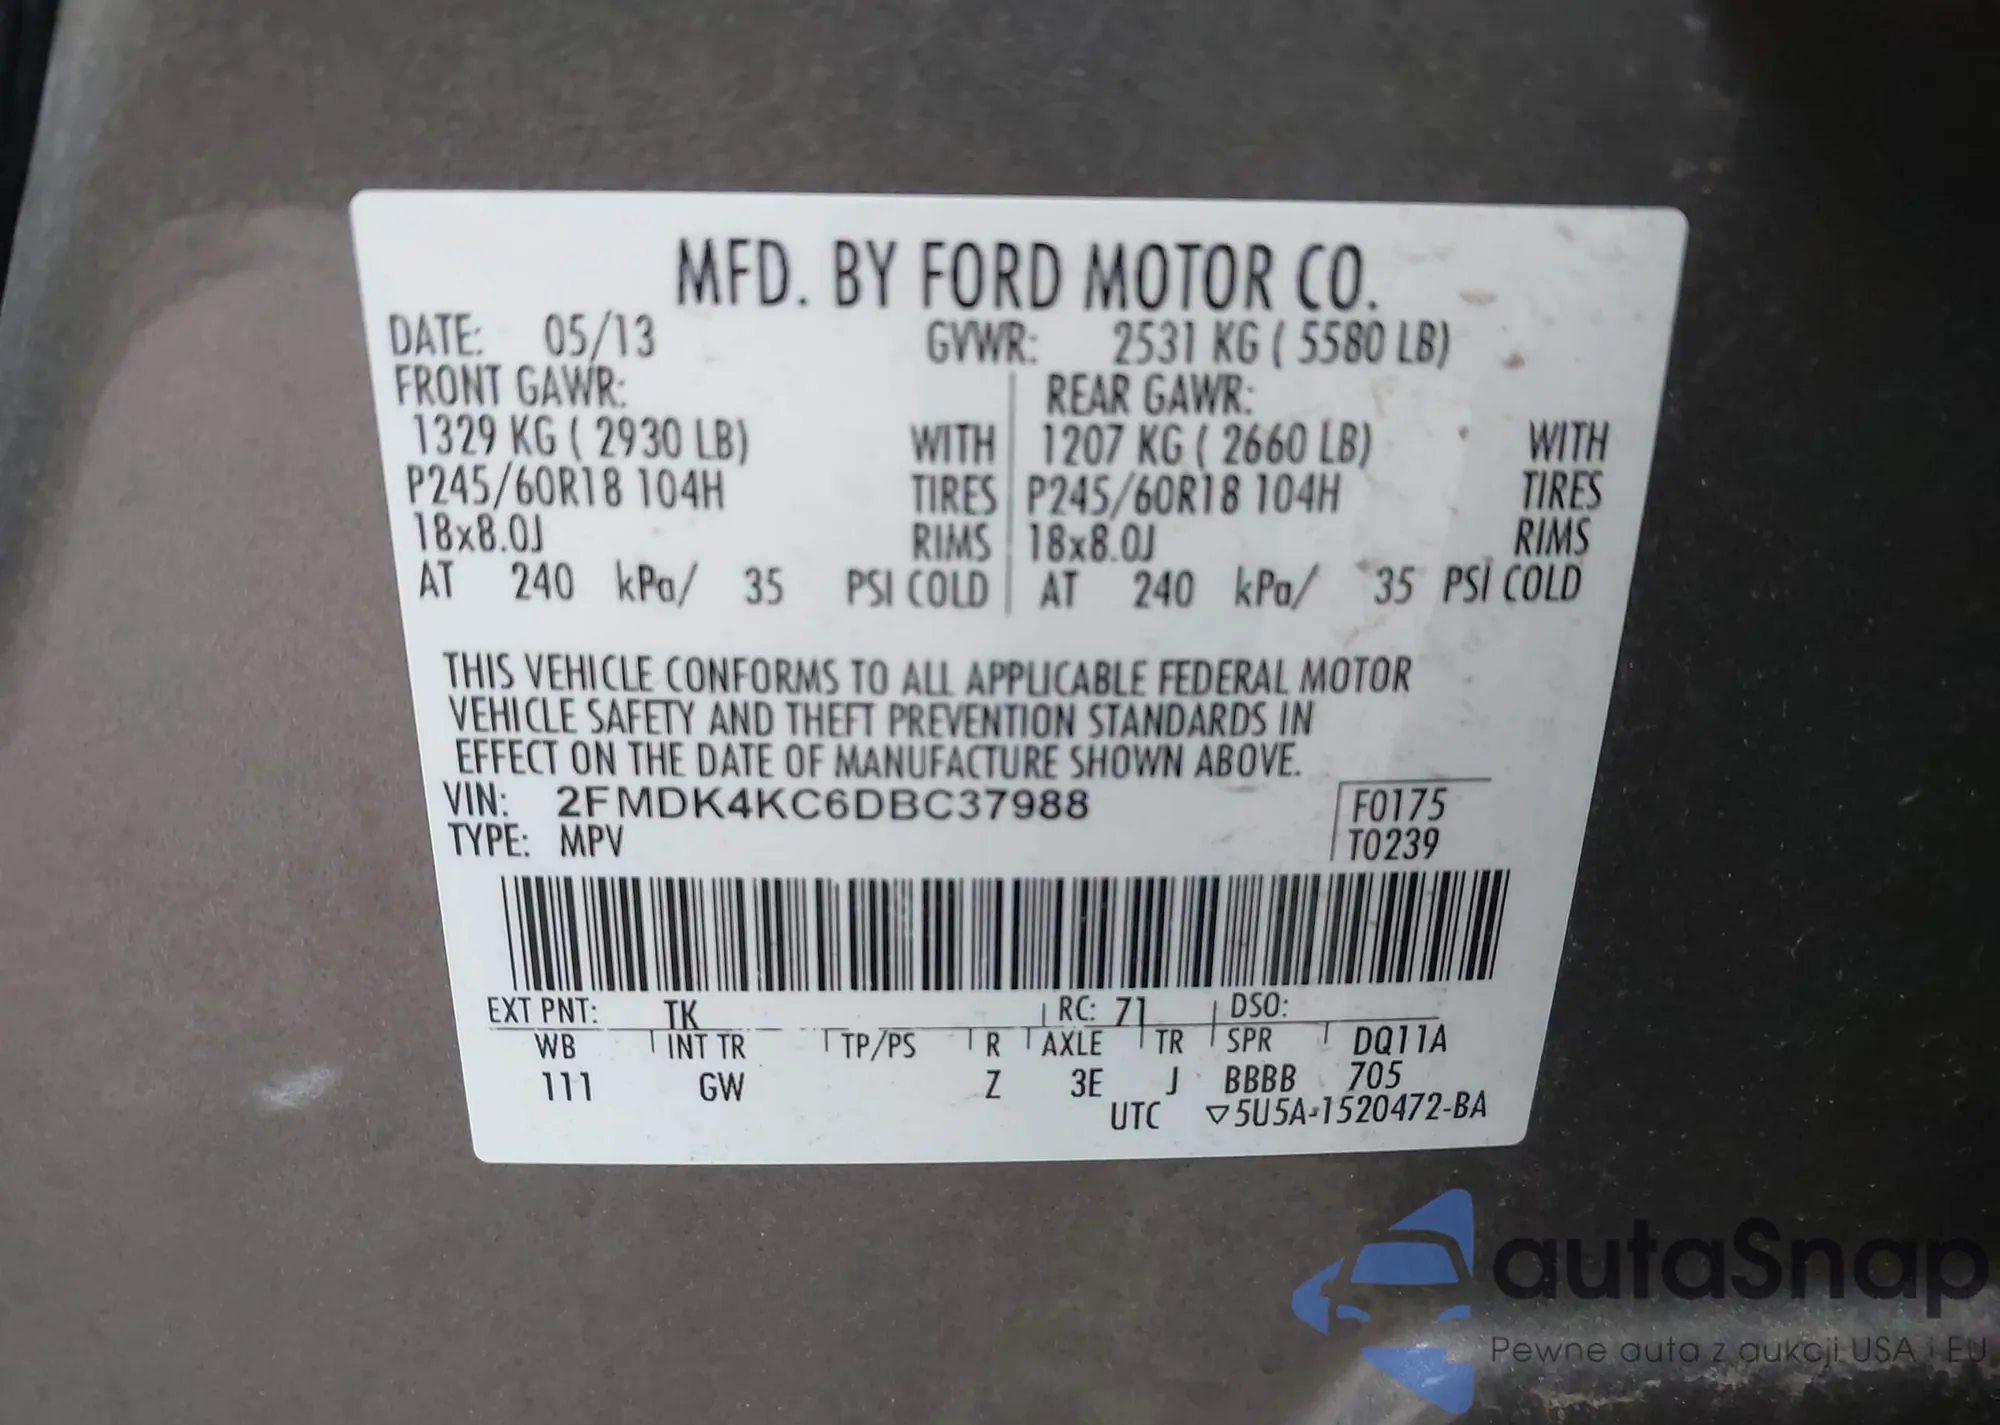 MFD. BY FORD MOTOR CO.
DATE: 05/13 GVWR: 2531 KG ( 5580 LB)
FRONT GAWR: REAR GAWR:
1329 KG ( 2930 LB) WITH 1207 KG ( 2660 LB) WITH
P245/60R18 104H TIRES P245/60R18 104H TIRES
18x8.0J RIMS 18x8.0J RIMS
AT 240 kPa/ 35 PSI COLD AT 240 kPa/ 35 PSI COLD
THIS VEHICLE CONFORMS TO ALL APPLICABLE FEDERAL MOTOR
VEHICLE SAFETY AND THEFT PREVENTION STANDARDS IN
EFFECT ON THE DATE OF MANUFACTURE SHOWN ABOVE.
VIN: 2FMDK4KC6DBC37988 F0175
TYPE: MPV T0239
EXT PNT: TK RC: 71 DSO:
WB INT TR TP/PS R AXLE TR SPR DQ11A
111 GW Z 3E J BBBB 705
UTC ▽5U5A-1520472-BA
autaSnap
Pewne auta z aukcji USA i EU